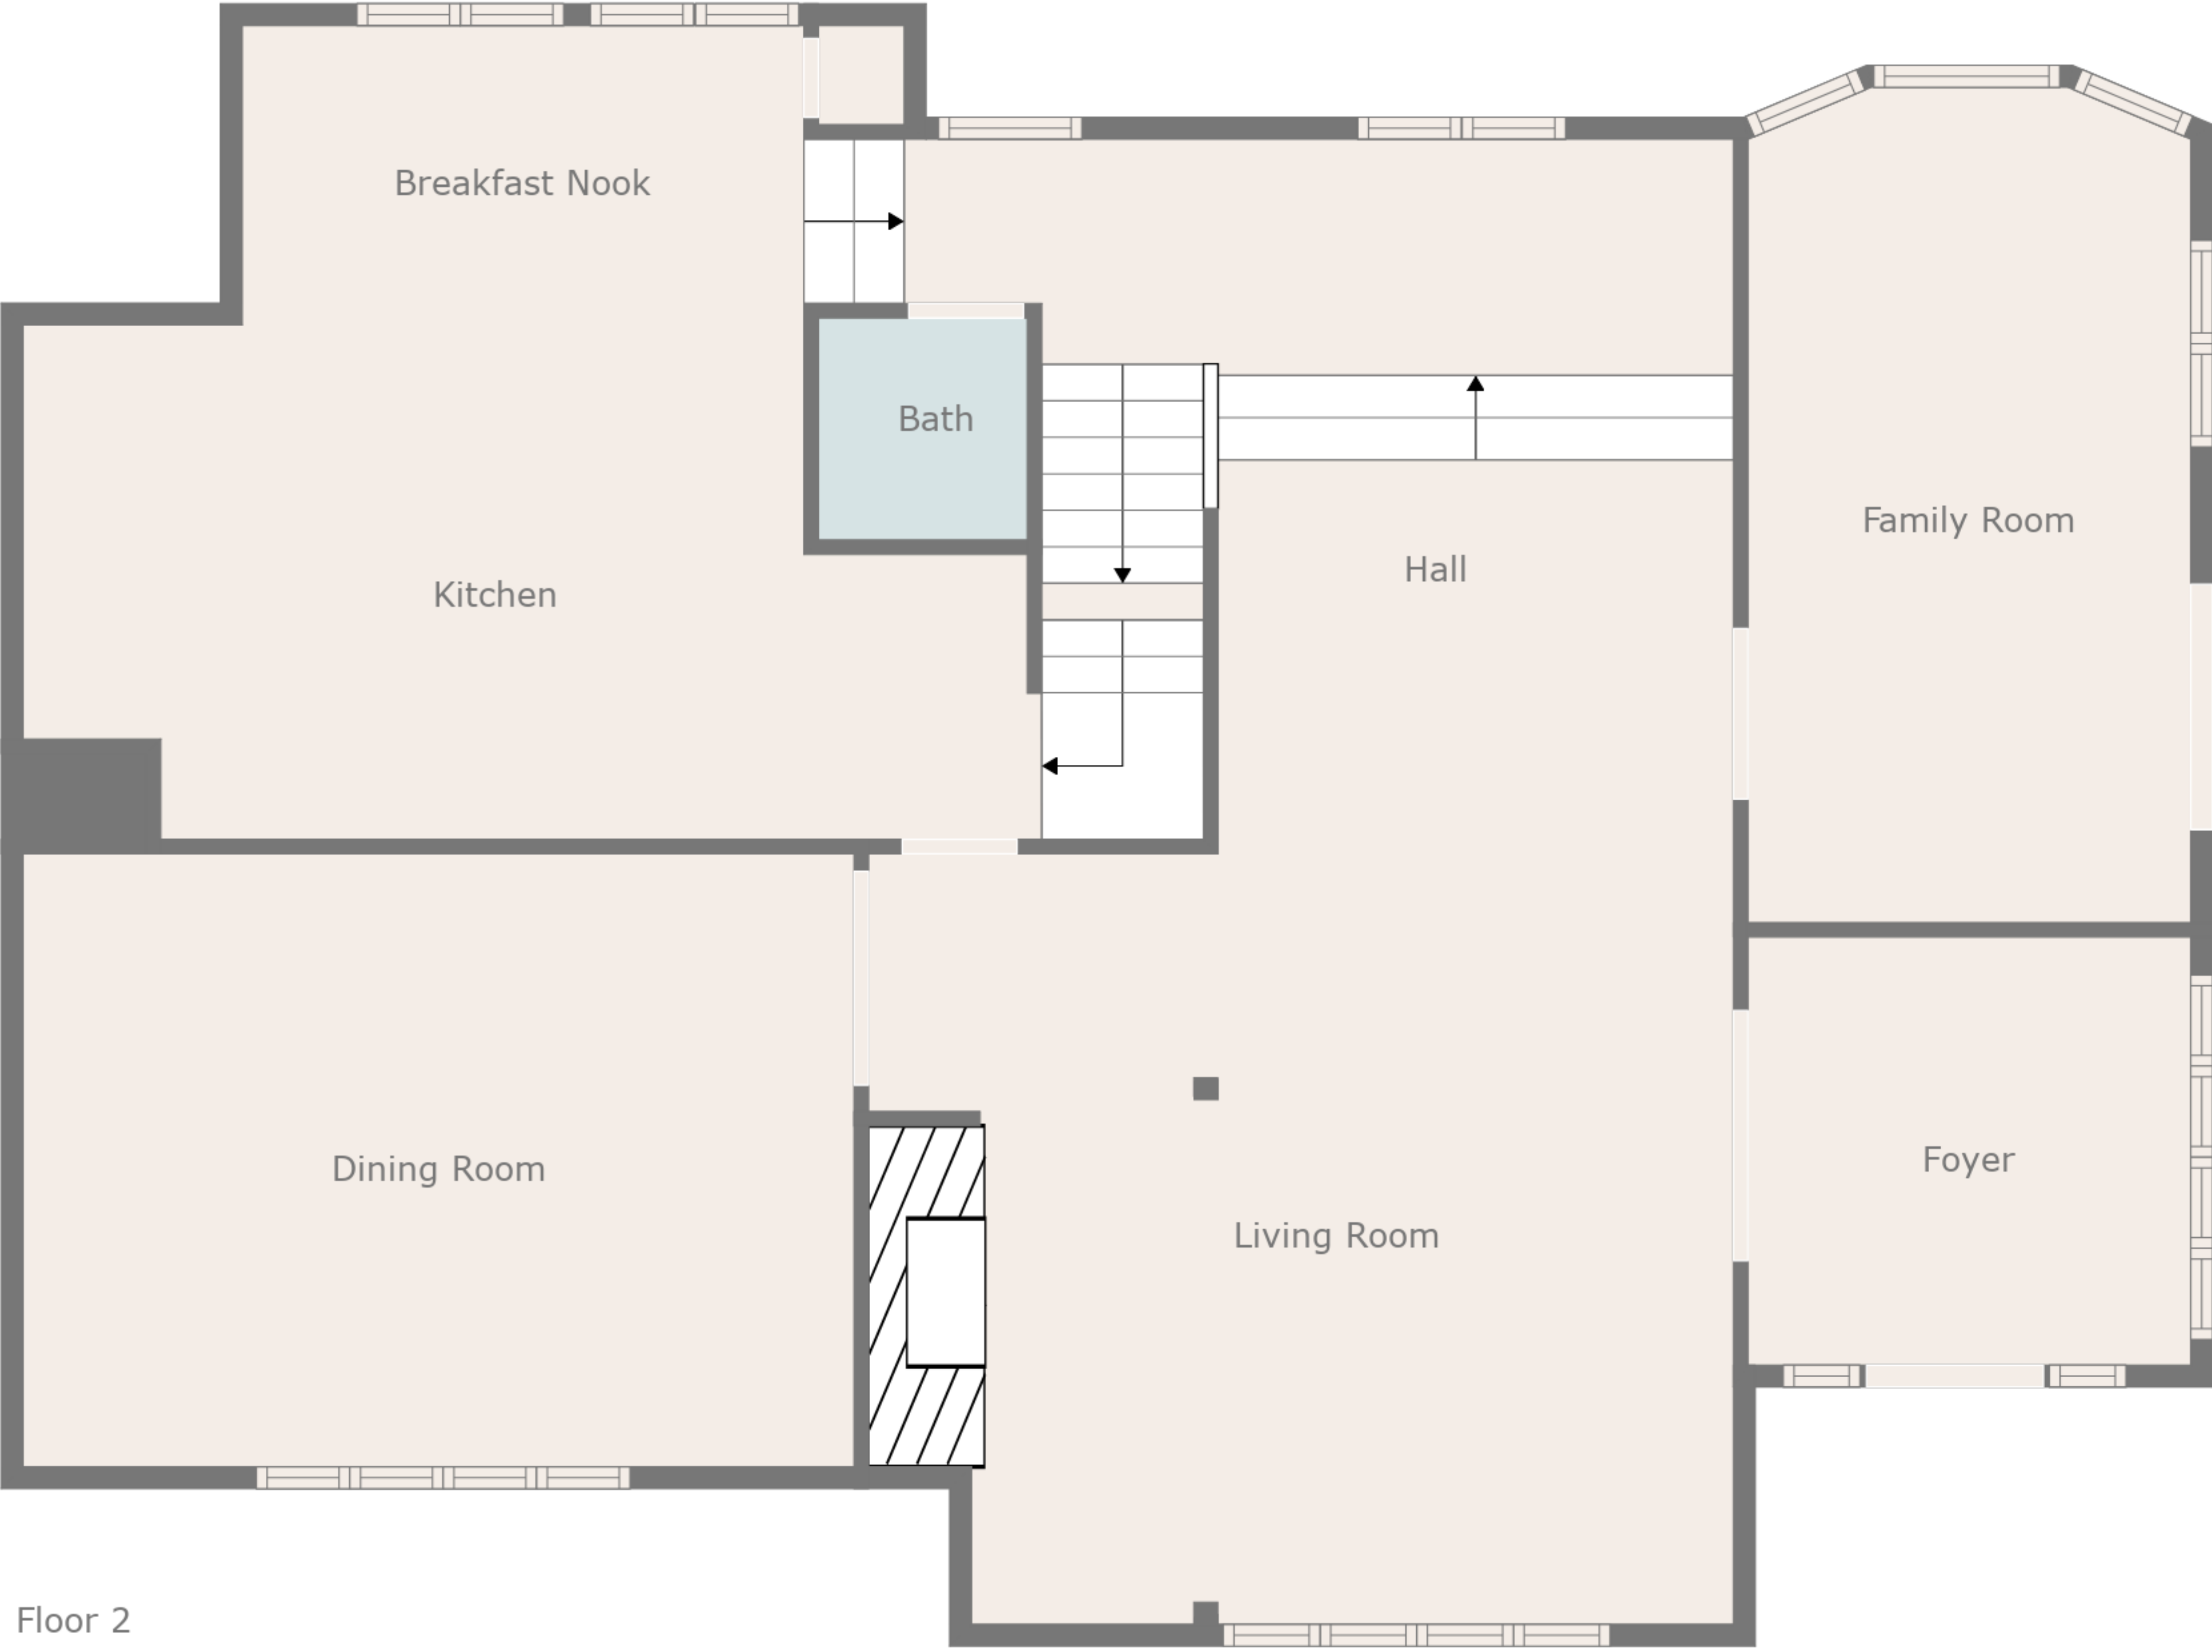 Breakfast Nook
Bath
Family Room
Hall
Kitchen
Dining Room
Foyer
Living Room
Floor 2